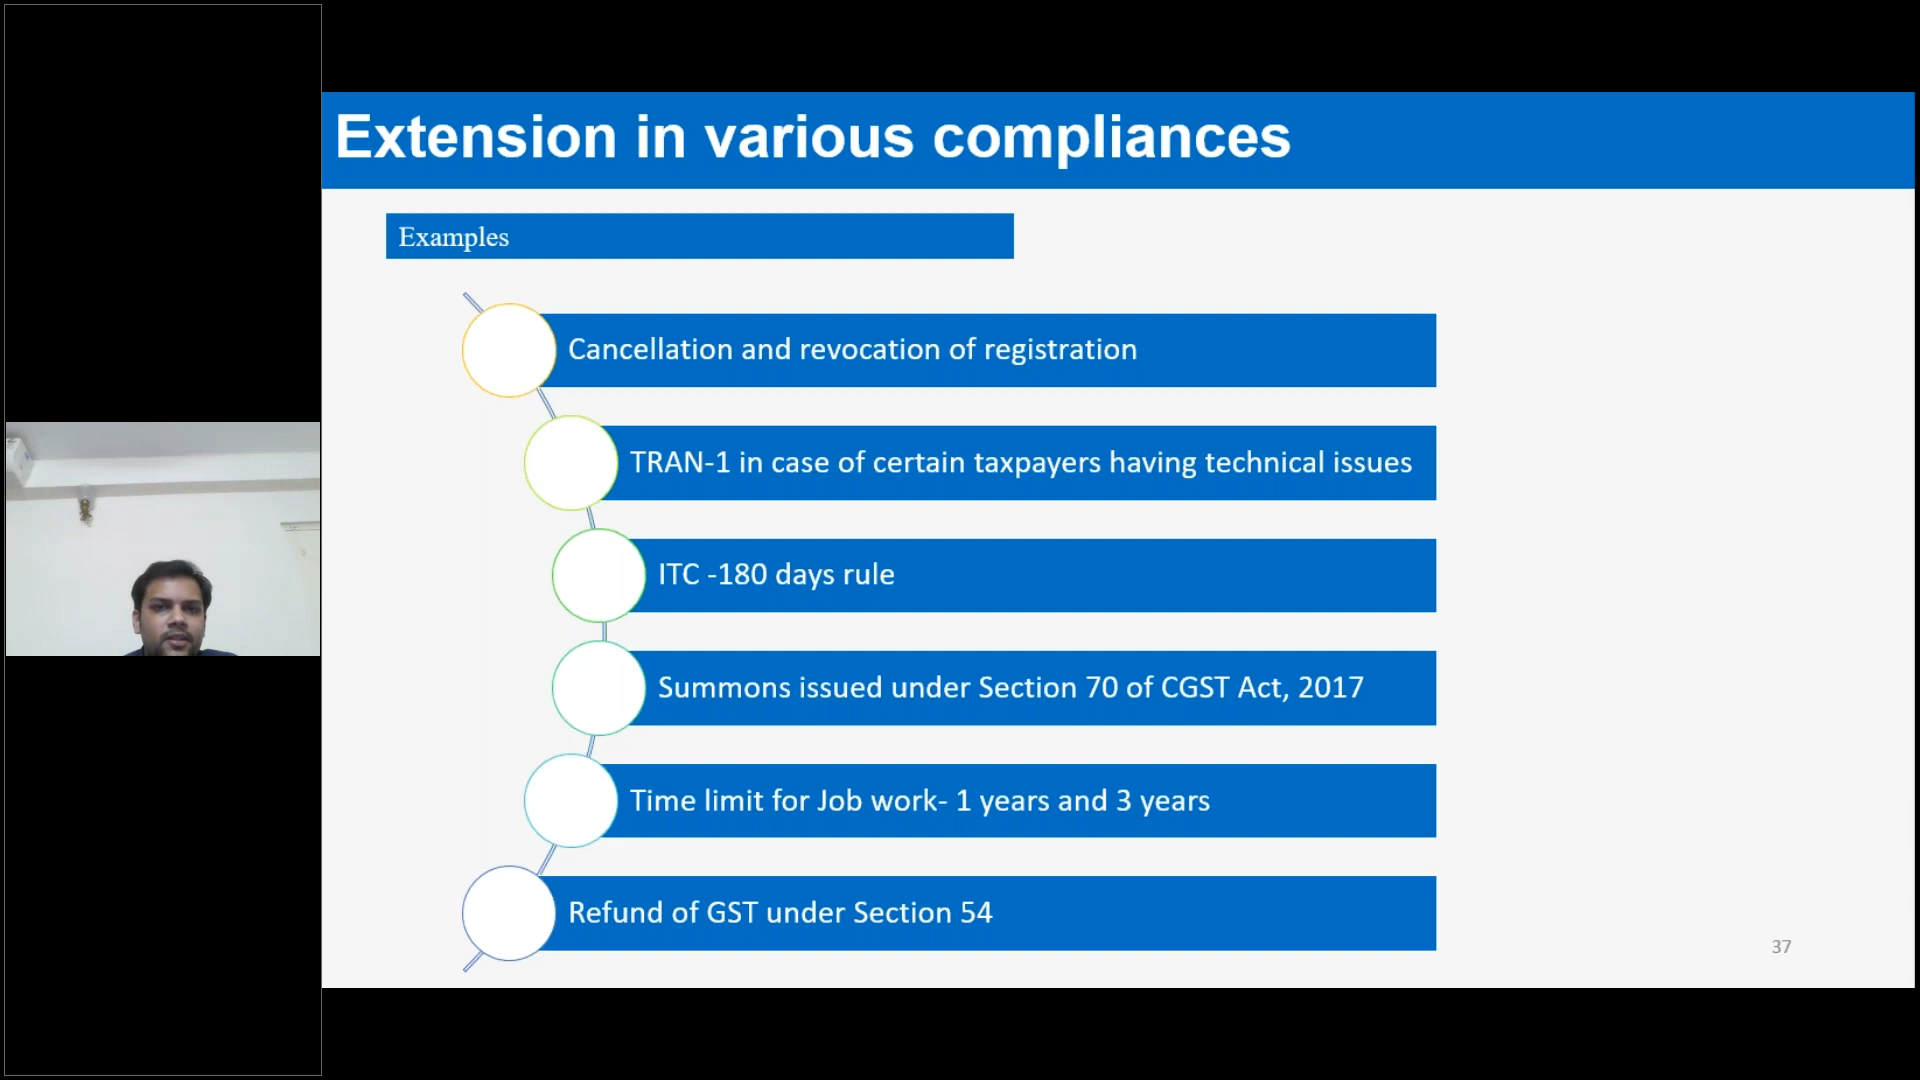 Extension in various compliances
Examples
Cancellation and revocation of registration
TRAN-1 in case of certain taxpayers having technical issues
ITC -180 days rule
Summons issued under Section 70 of CGST Act, 2017
Time limit for Job work- 1 years and 3 years
Refund of GST under Section 54
37